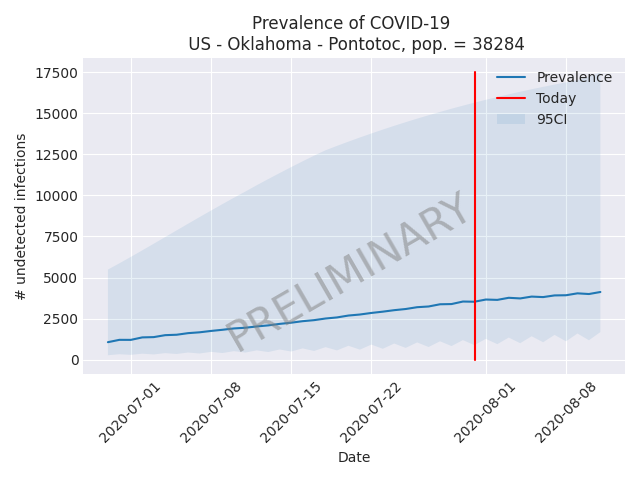 Prevalence of COVID-19
US - Oklahoma - Pontotoc, pop. = 38284
17500
15000
12500
10000
7500
5000
2500
0
# undetected infections
Prevalence
Today
95CI
PRELIMINARY
2020-07-01
2020-07-08
2020-07-15
2020-07-22
2020-08-01
2020-08-08
Date